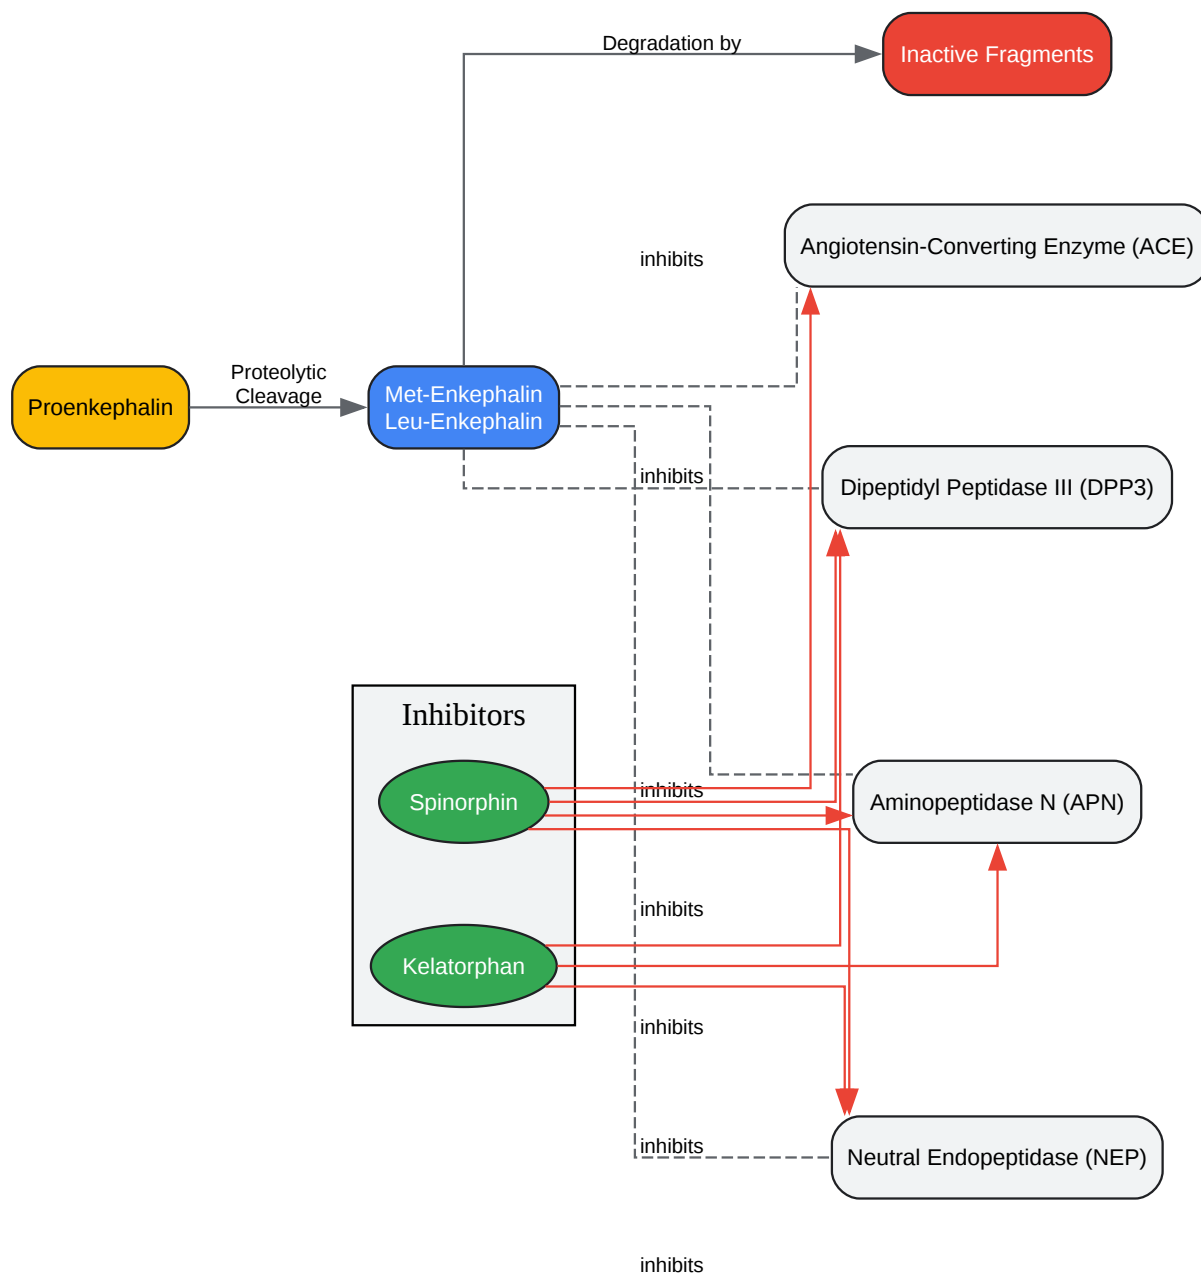 Degradation by
Inactive Fragments
Angiotensin-Converting Enzyme (ACE)
inhibits
Proteolytic
Cleavage
Proenkephalin
Met-Enkephalin
Leu-Enkephalin
inhibits
Dipeptidyl Peptidase III (DPP3)
Inhibitors
Spinorphin
inhibits
Aminopeptidase N (APN)
inhibits
Kelatorphan
inhibits
inhibits
Neutral Endopeptidase (NEP)
inhibits